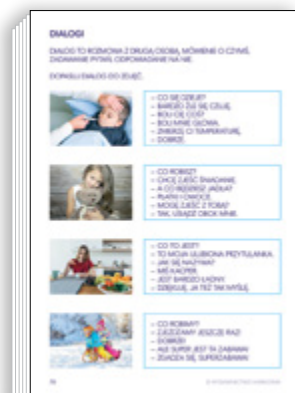 DIALOGI
DIALOG TO ROZMOWA Z DRUGĄ OSOBĄ, MÓWIENIE O CZYMŚ,
ZADAWANIE PYTAŃ, ODPOWIADANIE NA NIE.
DOPASUJ DIALOG DO ZDJĘĆ.
– CO SIĘ DZIEJE?
– BARDZO ŹLE SIĘ CZUJĘ.
– BOLI CIĘ COŚ?
– BOLI MNIE GŁOWA.
– ZMIERZĘ CI TEMPERATURĘ.
– DOBRZE.
– CO ROBISZ?
– CHCĘ ZJEŚĆ ŚNIADANIE.
– A CO BĘDZIESZ JADŁA?
– PŁATKI I OWOCE.
– MOGĘ ZJEŚĆ Z TOBĄ?
– TAK, USIĄDŹ OBOK MNIE.
– CO TO JEST?
– TO MOJA ULUBIONA PRZYTULANKA.
– JAK SIĘ NAZYWA?
– MIŚ KACPER.
– JEST BARDZO ŁADNY.
– DZIĘKUJĘ, JA TEŻ TAK MYŚLĘ.
– CO ROBIMY?
– ZJEŻDŻAMY JESZCZE RAZ!
– DOBRZE!
– ALE SUPER JEST TA ZABAWA!
– ZGADZA SIĘ, SUPERZABAWA!